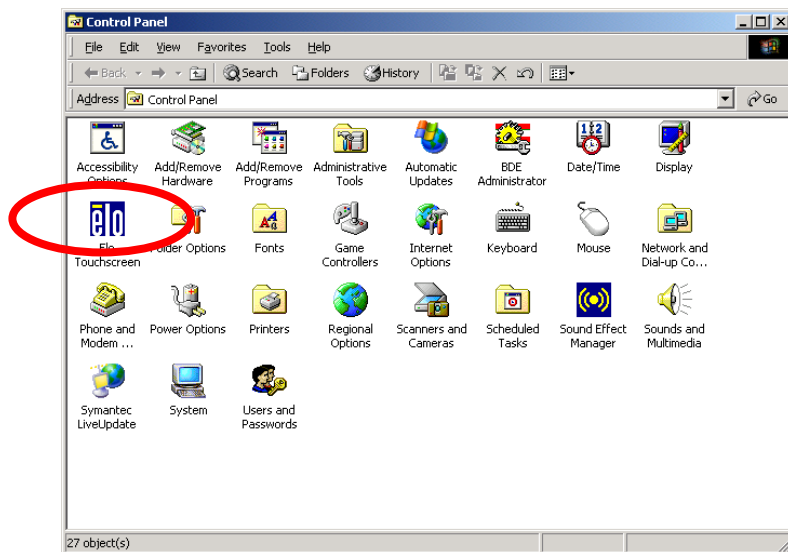 Control Panel
File Edit View Favorites Tools Help
Back Search Folders History
Address Control Panel Go
Accessibility Options
Add/Remove Hardware
Add/Remove Programs
Administrative Tools
Automatic Updates
BDE Administrator
Date/Time
Display
ēlo
Elo Touchscreen
Folder Options
Fonts
Game Controllers
Internet Options
Keyboard
Mouse
Network and Dial-up Co...
Phone and Modem ...
Power Options
Printers
Regional Options
Scanners and Cameras
Scheduled Tasks
Sound Effect Manager
Sounds and Multimedia
Symantec LiveUpdate
System
Users and Passwords
27 object(s)